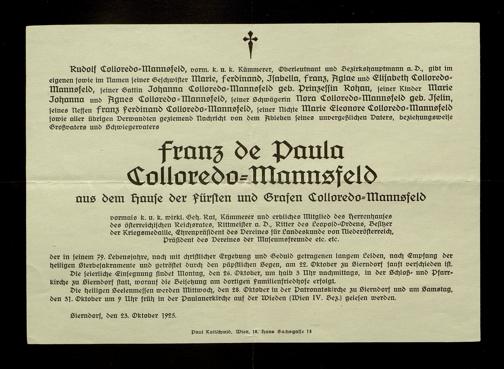 Rudolf Colloredo-Mannsfeld, vorm. k. u. k. Kämmerer, Oberleutnant und Bezirkshauptmann a. D., gibt im
eigenen sowie im Namen seiner Geschwister Marie, Ferdinand, Isabella, Franz, Aglae und Elisabeth Colloredo-
Mannsfeld, seiner Gattin Johanna Colloredo-Mannsfeld geb. Prinzessin Rohan, seiner Kinder Marie
Johanna und Agnes Colloredo-Mannsfeld, seiner Schwägerin Nora Colloredo-Mannsfeld geb. Iselin,
seines Neffen Franz Ferdinand Colloredo-Mannsfeld, seiner Nichte Marie Eleonore Colloredo-Mannsfeld
sowie aller übrigen Verwandten geziemend Nachricht von dem Ableben seines unvergeßlichen Vaters, beziehungsweise
Großvaters und Schwiegervaters
Franz de Paula
Colloredo-Mannsfeld
aus dem Hause der Fürsten und Grafen Colloredo-Mannsfeld
vormals k. u. k. wirkl. Geh. Rat, Kämmerer und erbliches Mitglied des Herrenhauses
des österreichischen Reichsrates, Rittmeister a. D., Ritter des Leopold-Ordens, Besitzer
der Kriegsmedaille, Ehrenpräsident des Vereines für Landeskunde von Niederösterreich,
Präsident des Vereines der Museumsfreunde etc. etc.
der in seinem 79. Lebensjahre, nach mit christlicher Ergebung und Geduld getragenem langem Leiden, nach Empfang der
heiligen Sterbesakramente und getröstet durch den päpstlichen Segen, am 22. Oktober zu Sierndorf sanft verschieden ist.
Die feierliche Einsegnung findet Montag, den 26. Oktober, um halb 3 Uhr nachmittags, in der Schloß- und Pfarr-
kirche zu Sierndorf statt, worauf die Beisetzung am dortigen Familienfriedhofe erfolgt.
Die heiligen Seelenmessen werden Mittwoch, den 28. Oktober in der Patronatskirche zu Sierndorf und am Samstag,
den 31. Oktober um 9 Uhr früh in der Paulanerkirche auf der Wieden (Wien IV. Bez.) gelesen werden.
Sierndorf, den 23. Oktober 1925.
Paul Wien, 18. Hans Sachsgasse 18